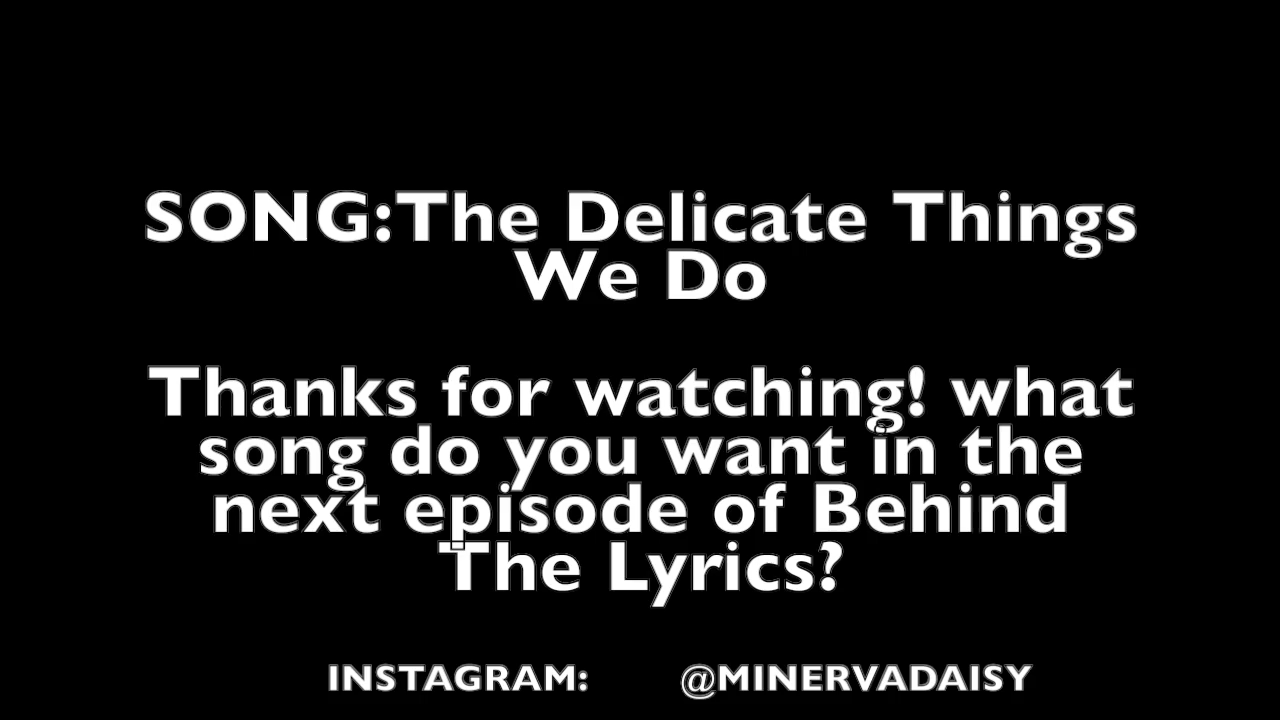 SONG:The Delicate Things
We Do
Thanks for watching! what
song do you want in the
next episode of Behind
The Lyrics?
INSTAGRAM: @MINERVADAISY